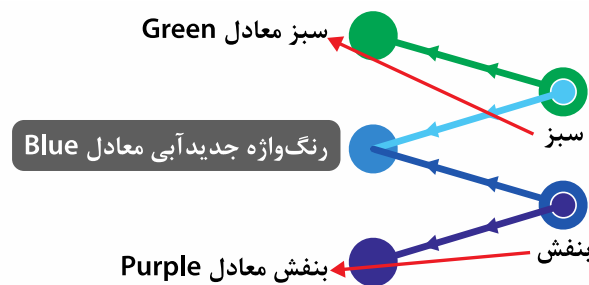 سبز معادل Green
سبز
رنگ‌واژه جدیدآبی معادل Blue
بنفش
بنفش معادل Purple